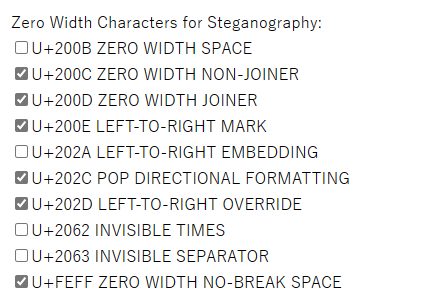 Zero Width Characters for Steganography:
U+200B ZERO WIDTH SPACE
U+200C ZERO WIDTH NON-JOINER
U+200D ZERO WIDTH JOINER
U+200E LEFT-TO-RIGHT MARK
U+202A LEFT-TO-RIGHT EMBEDDING
U+202C POP DIRECTIONAL FORMATTING
U+202D LEFT-TO-RIGHT OVERRIDE
U+2062 INVISIBLE TIMES
U+2063 INVISIBLE SEPARATOR
U+FEFF ZERO WIDTH NO-BREAK SPACE